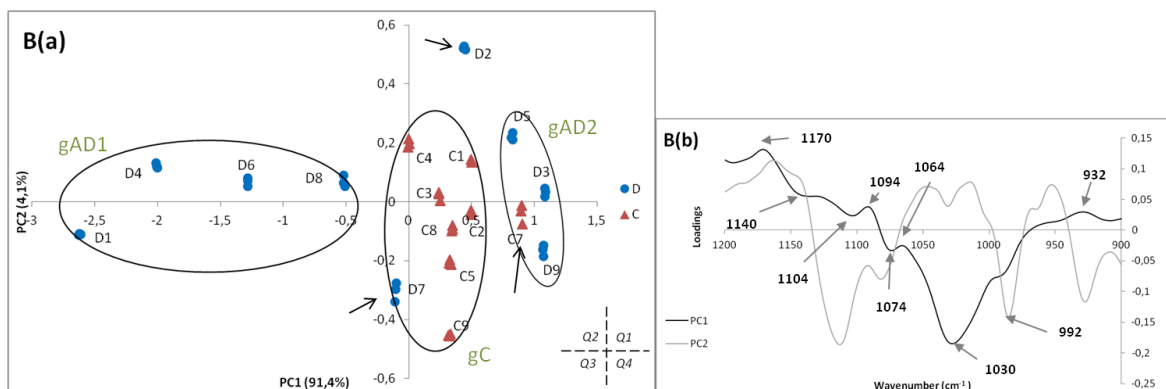 B(a)
0,6
D2
0,4
gAD2
D5
gAD1
0,2
D4
D6
D8
C4
C1
D3
C3
-3
-2,5
-2
-1,5
-1
-0,5
0
0
0,5
1
1,5
D
C
PC2 (4,1%)
D1
C8
C2
C7
D9
-0,2
C5
D7
-0,4
C9
gC
Q2 Q1
Q3 Q4
PC1 (91,4%)
-0,6
B(b)
1170
1094
1064
932
1140
1104
1074
1030
992
0,15
0,1
0,05
0
-0,05
-0,1
-0,15
-0,2
-0,25
Loadings
1200 1150 1100 1050 1000 950 900
PC1
PC2
Wavenumber (cm⁻¹)